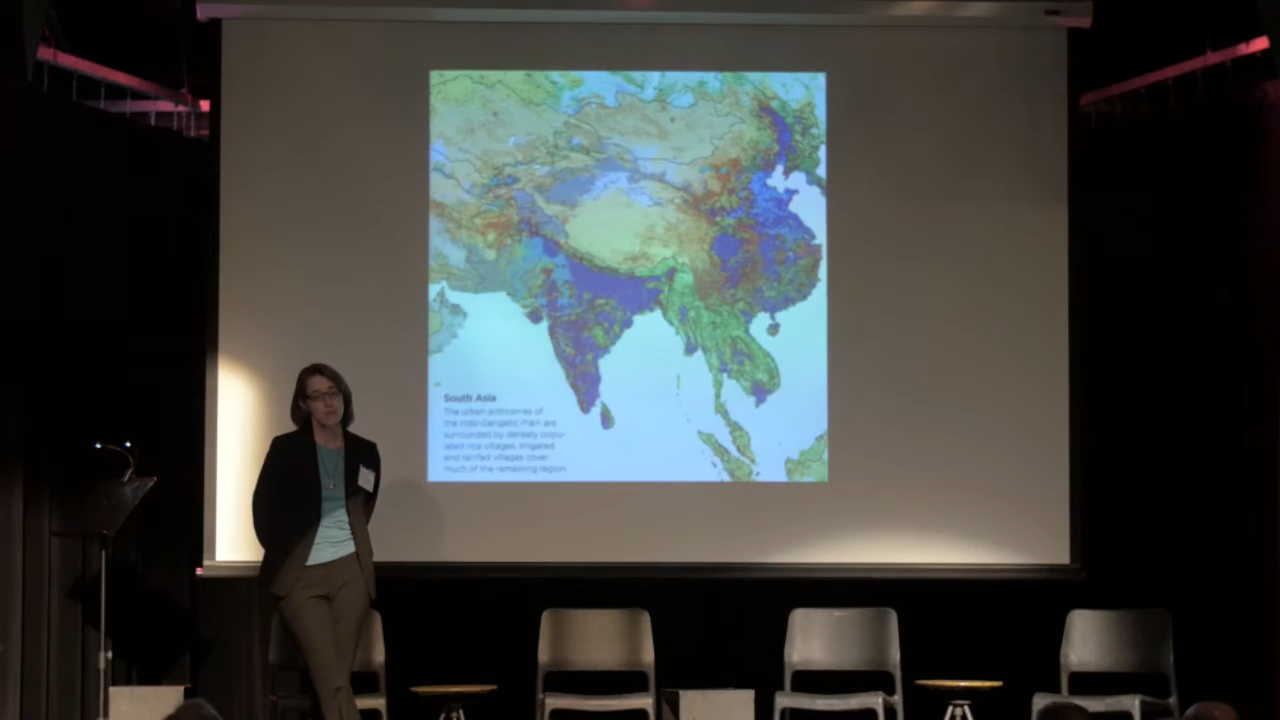 South Asia
The urban anthromes of
the Indo-Gangetic Plain are
surrounded by densely popu-
lated rice villages. Irrigated
and rainfed villages cover
much of the remaining region.